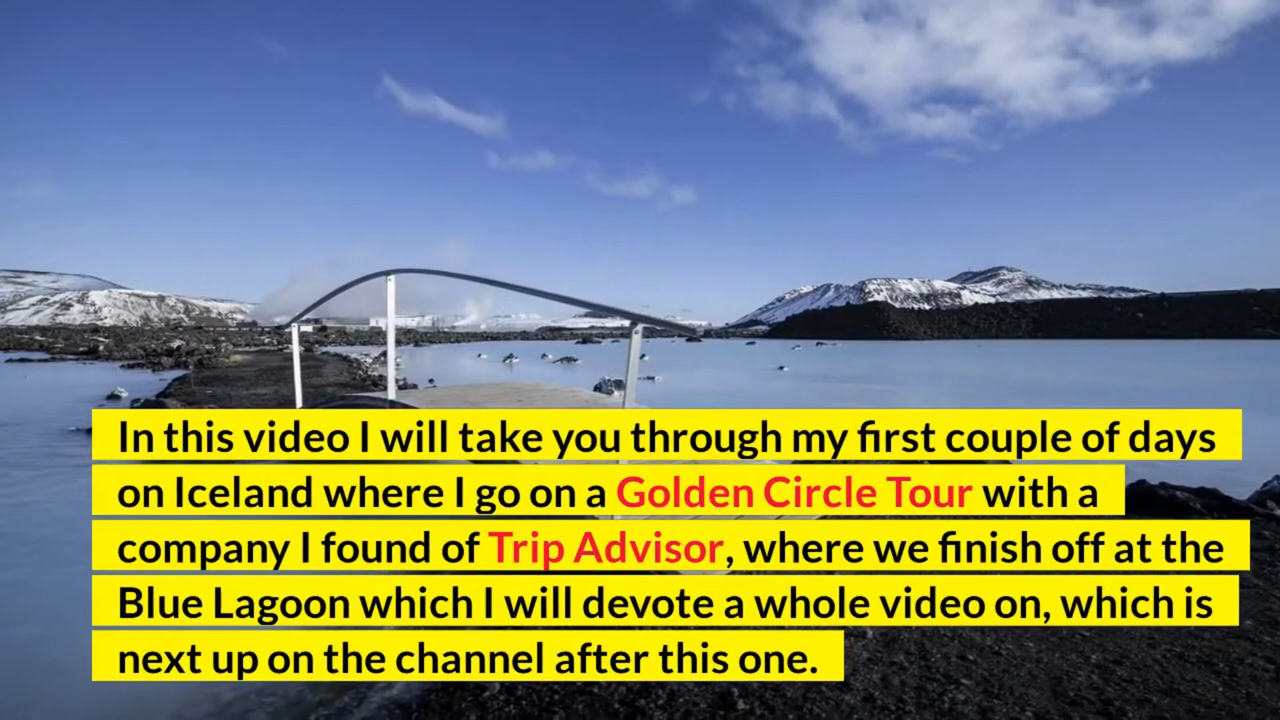 In this video I will take you through my first couple of days
on Iceland where I go on a Golden Circle Tour with a
company I found of Trip Advisor, where we finish off at the
Blue Lagoon which I will devote a whole video on, which is
next up on the channel after this one.